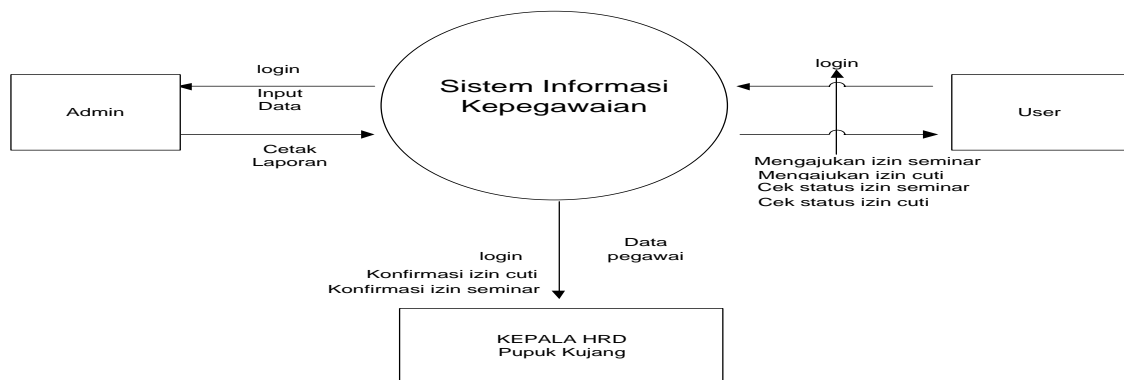 login
Admin
Input
Data
Cetak
Laporan
Sistem Informasi
Kepegawaian
login
User
Mengajukan izin seminar
Mengajukan izin cuti
Cek status izin seminar
Cek status izin cuti
login
Konfirmasi izin cuti
Konfirmasi izin seminar
Data
pegawai
KEPALA HRD
Pupuk Kujang